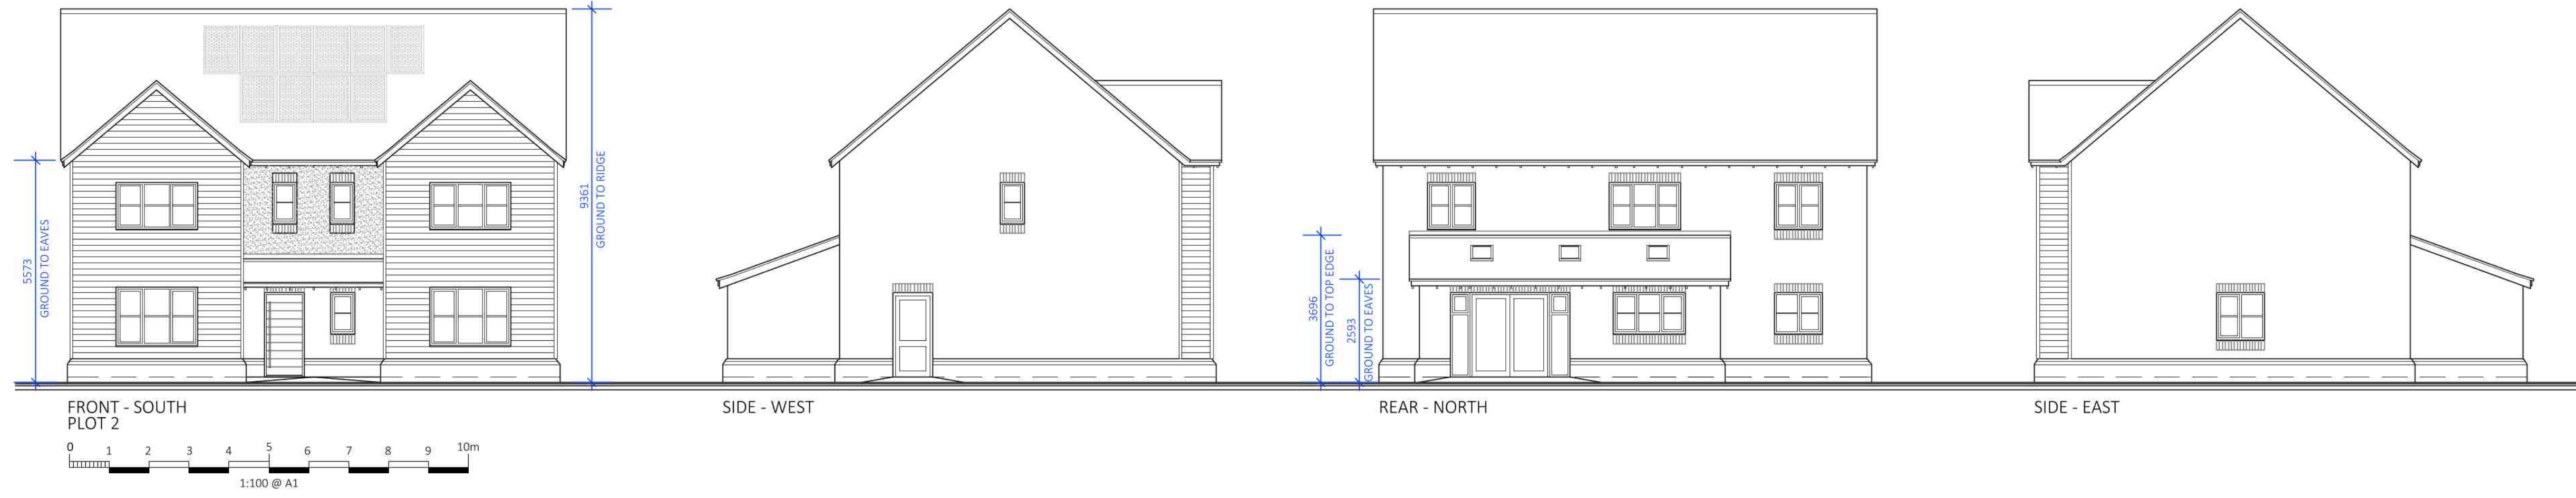 5573
GROUND TO EAVES
9361
GROUND TO RIDGE
3696
GROUND TO TOP EDGE
2593
GROUND TO EAVES
FRONT - SOUTH
PLOT 2
SIDE - WEST
REAR - NORTH
SIDE - EAST
0 1 2 3 4 5 6 7 8 9 10m
1:100 @ A1